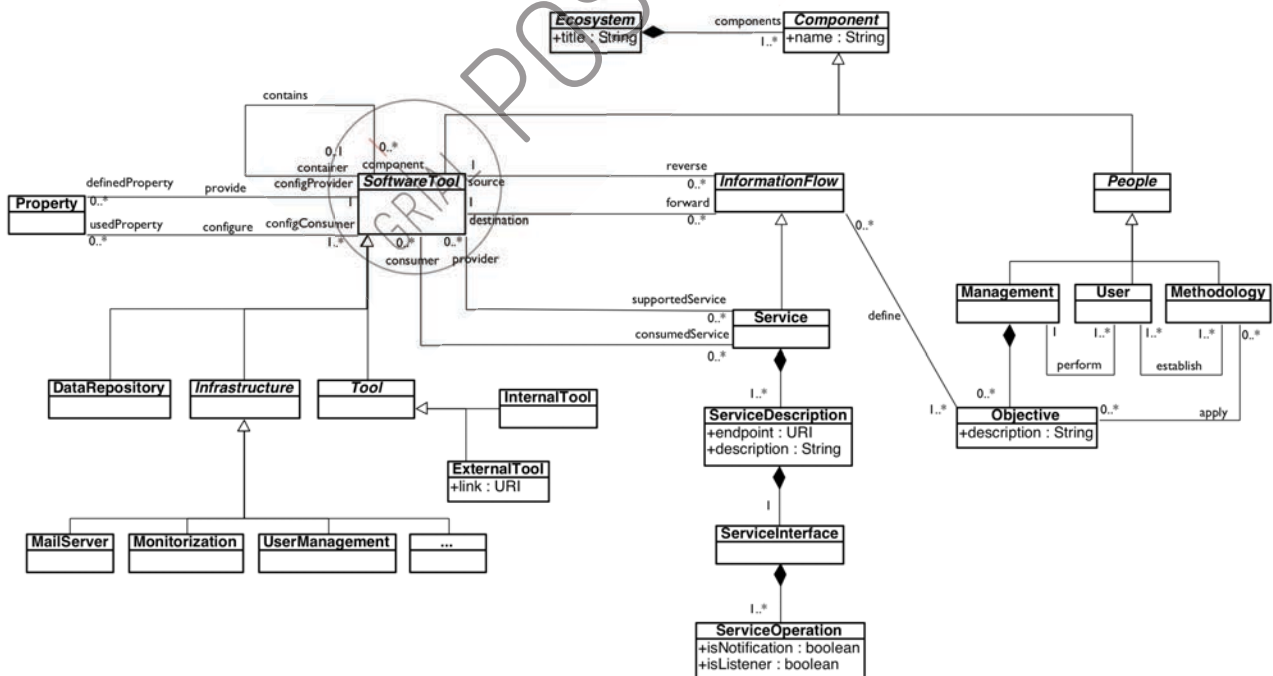 POS
Ecosystem
+title : String
components
1..*
Component
+name : String
contains
0..1
container
0..*
component
definedProperty
provide
configProvider
Property
0..*
1
usedProperty
configure
configConsumer
0..*
1..*
SoftwareTool
GRIAL
1
source
reverse
0..*
1
destination
forward
0..*
InformationFlow
0..*
People
0..*
consumer
0..*
provider
supportedService
0..*
consumedService
0..*
Service
define
Management
User
Methodology
1
1..*
1..*
1..*
0..*
perform
establish
DataRepository
Infrastructure
Tool
InternalTool
ExternalTool
+link : URI
1..*
ServiceDescription
+endpoint : URI
+description : String
0..*
1..*
Objective
+description : String
0..*
apply
1
ServiceInterface
MailServer
Monitorization
UserManagement
...
1..*
ServiceOperation
+isNotification : boolean
+isListener : boolean